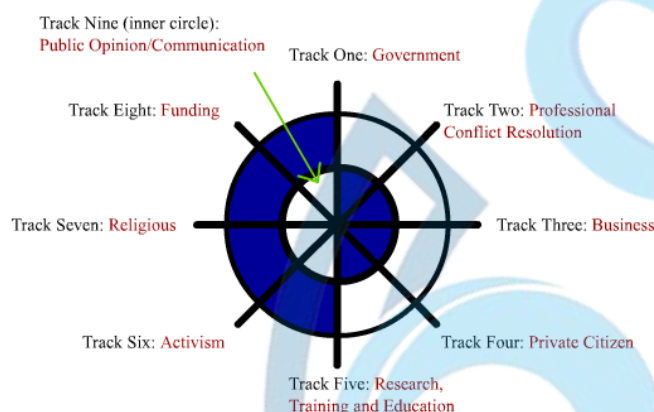 Track Nine (inner circle):
Public Opinion/Communication
Track One: Government
Track Eight: Funding
Track Two: Professional
Conflict Resolution
Track Seven: Religious
Track Three: Business
Track Six: Activism
Track Four: Private Citizen
Track Five: Research,
Training and Education